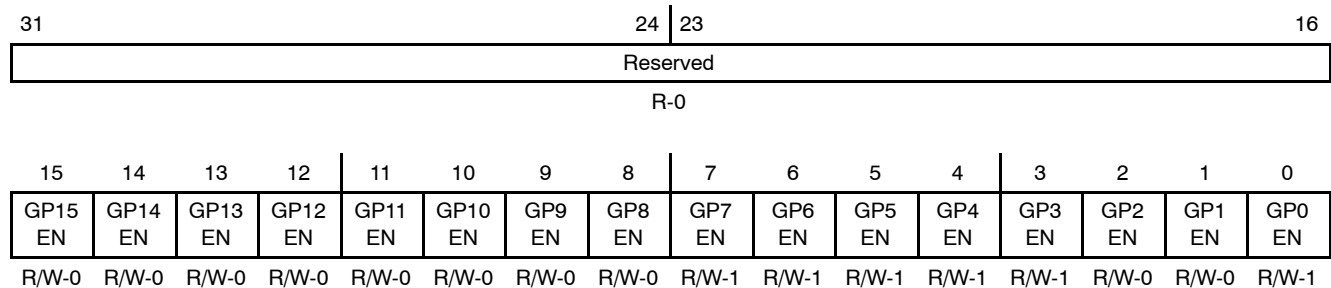 31 24 23 16
Reserved
R-0
15 14 13 12 11 10 9 8 7 6 5 4 3 2 1 0
GP15 GP14 GP13 GP12 GP11 GP10 GP9 GP8 GP7 GP6 GP5 GP4 GP3 GP2 GP1 GP0
EN EN EN EN EN EN EN EN EN EN EN EN EN EN EN EN
R/W-0 R/W-0 R/W-0 R/W-0 R/W-0 R/W-0 R/W-0 R/W-0 R/W-1 R/W-1 R/W-1 R/W-1 R/W-1 R/W-0 R/W-0 R/W-1